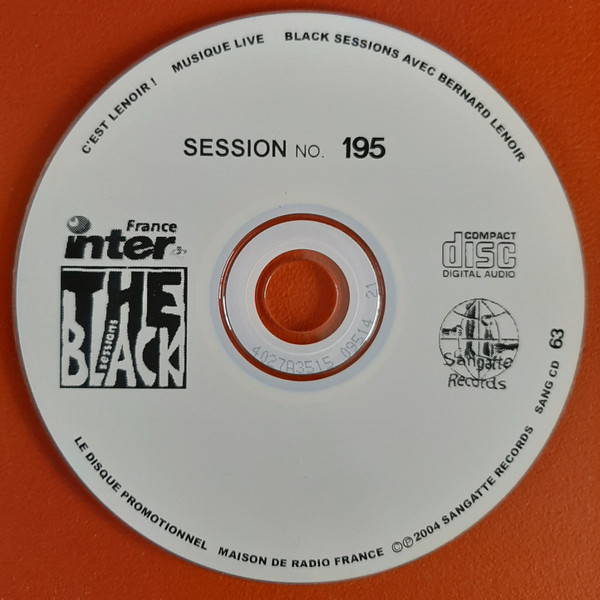 C'EST LENOIR ! MUSIQUE LIVE BLACK SESSIONS AVEC BERNARD LENOIR
SESSION NO. 195
France
inter
THE
BLACK
sessions
COMPACT
disc
DIGITAL AUDIO
Sangatte
Records
4027A3515 09514 21
LE DISQUE PROMOTIONNEL MAISON DE RADIO FRANCE ©℗2004 SANGATTE RECORDS SANG CD 63